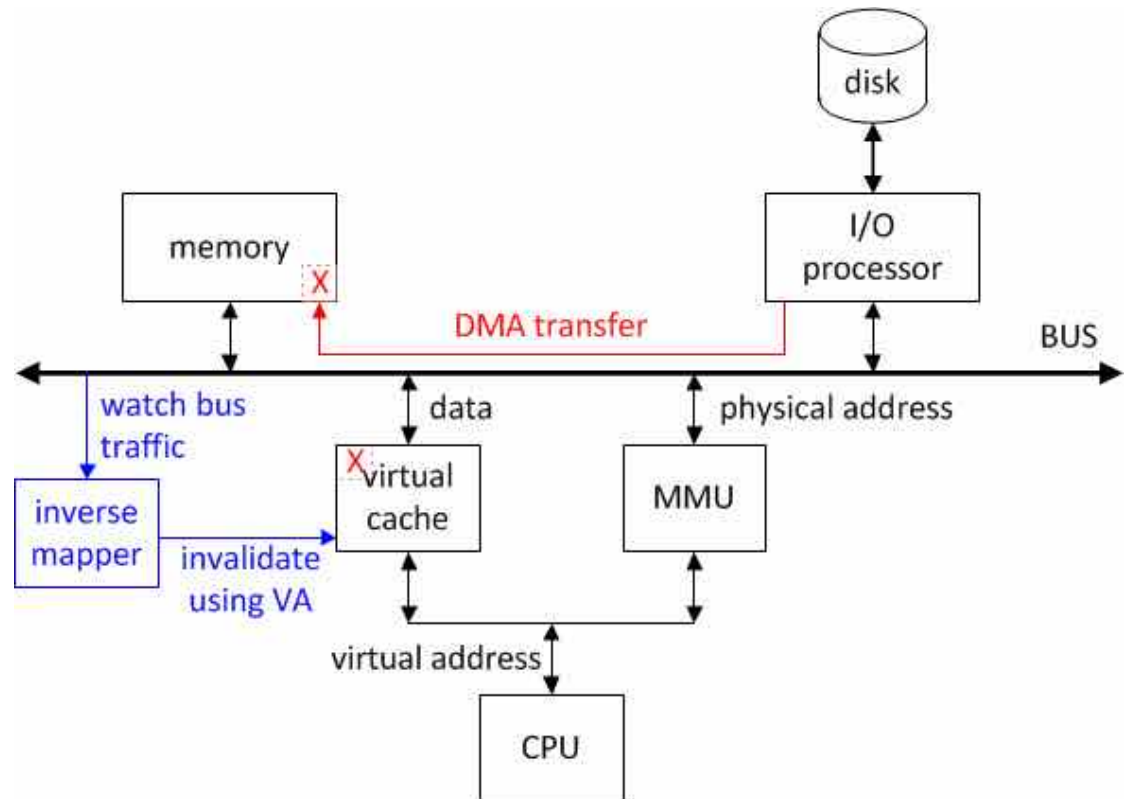 disk
memory
I/O
processor
X
DMA transfer
BUS
watch bus
traffic
data
physical address
X
virtual
cache
MMU
inverse
mapper
invalidate
using VA
virtual address
CPU